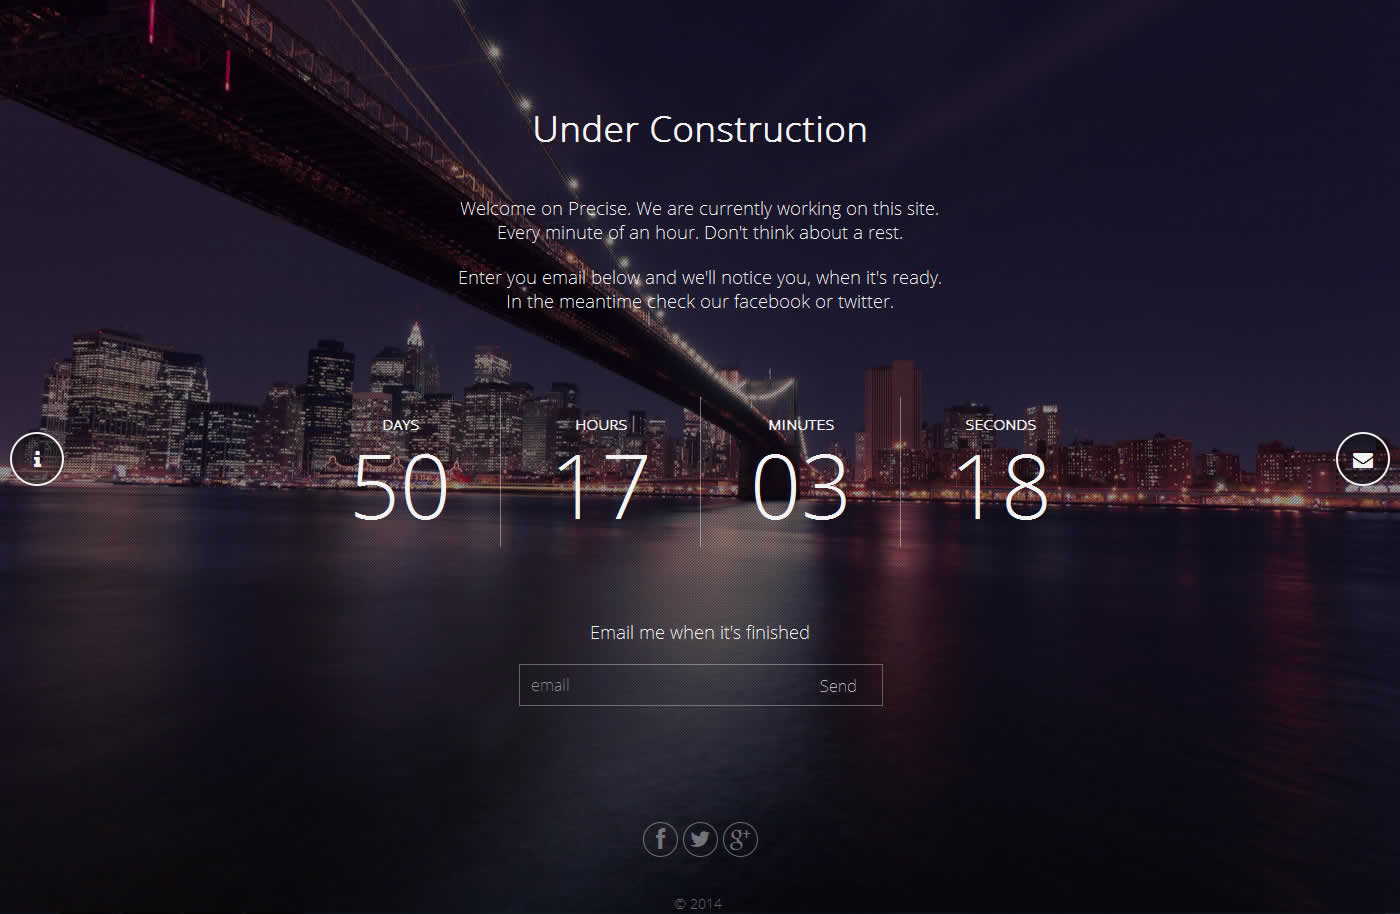 Under Construction
Welcome on Precise. We are currently working on this site.
Every minute of an hour. Don't think about a rest.
Enter you email below and we'll notice you, when it's ready.
In the meantime check our facebook or twitter.
DAYS HOURS MINUTES SECONDS
50 17 03 18
Email me when it's finished
email Send
© 2014